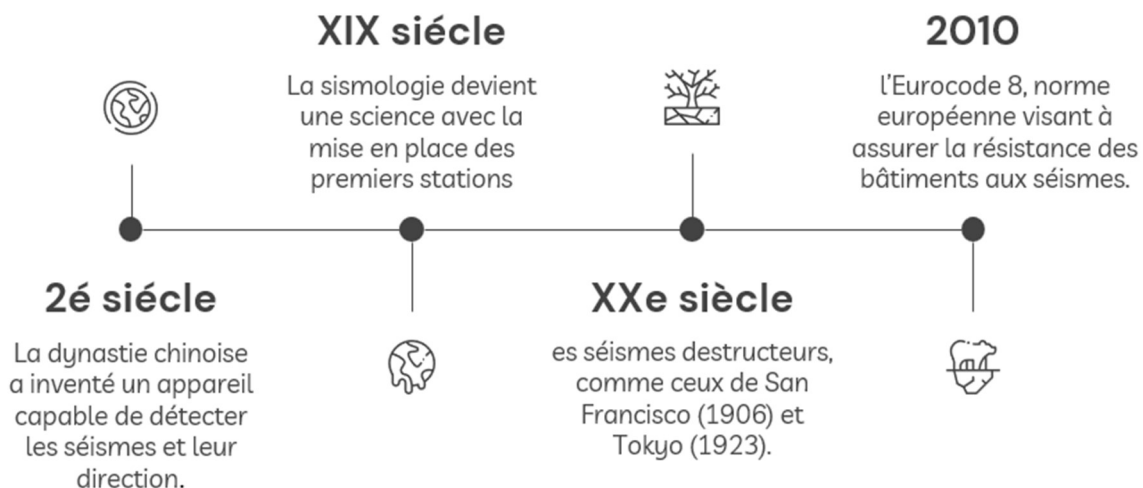 2é siécle
La dynastie chinoise
a inventé un appareil
capable de détecter
les séismes et leur
direction.
XIX siécle
La sismologie devient
une science avec la
mise en place des
premiers stations
XXe siècle
es séismes destructeurs,
comme ceux de San
Francisco (1906) et
Tokyo (1923).
2010
l'Eurocode 8, norme
européenne visant à
assurer la résistance des
bâtiments aux séismes.